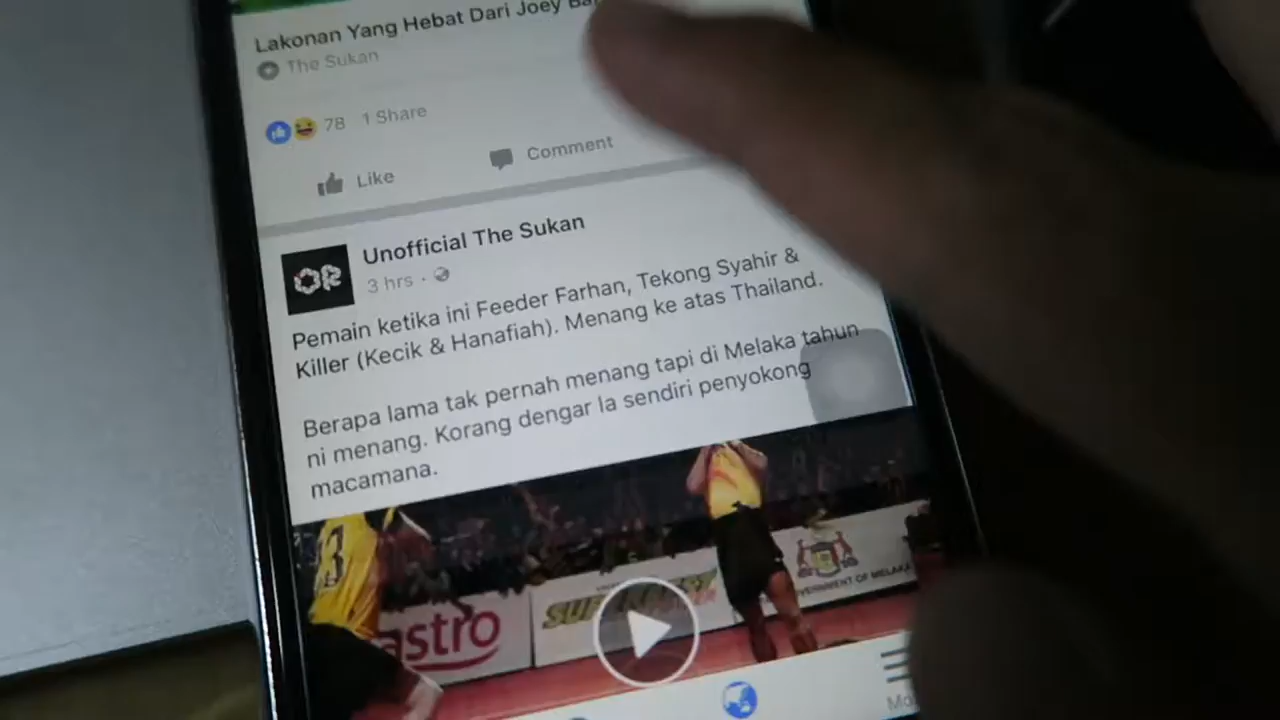 Lakonan Yang Hebat Dari Joey
The Sukan
78 1 Share
Like
Comment
Unofficial The Sukan
3 hrs ·
Pemain ketika ini Feeder Farhan, Tekong Syahir &
Killer (Kecik & Hanafiah). Menang ke atas Thailand.
Berapa lama tak pernah menang tapi di Melaka tahun
ni menang. Korang dengar la sendiri penyokong
macamana.
13
astro
GOVERNMENT OF MELAKA